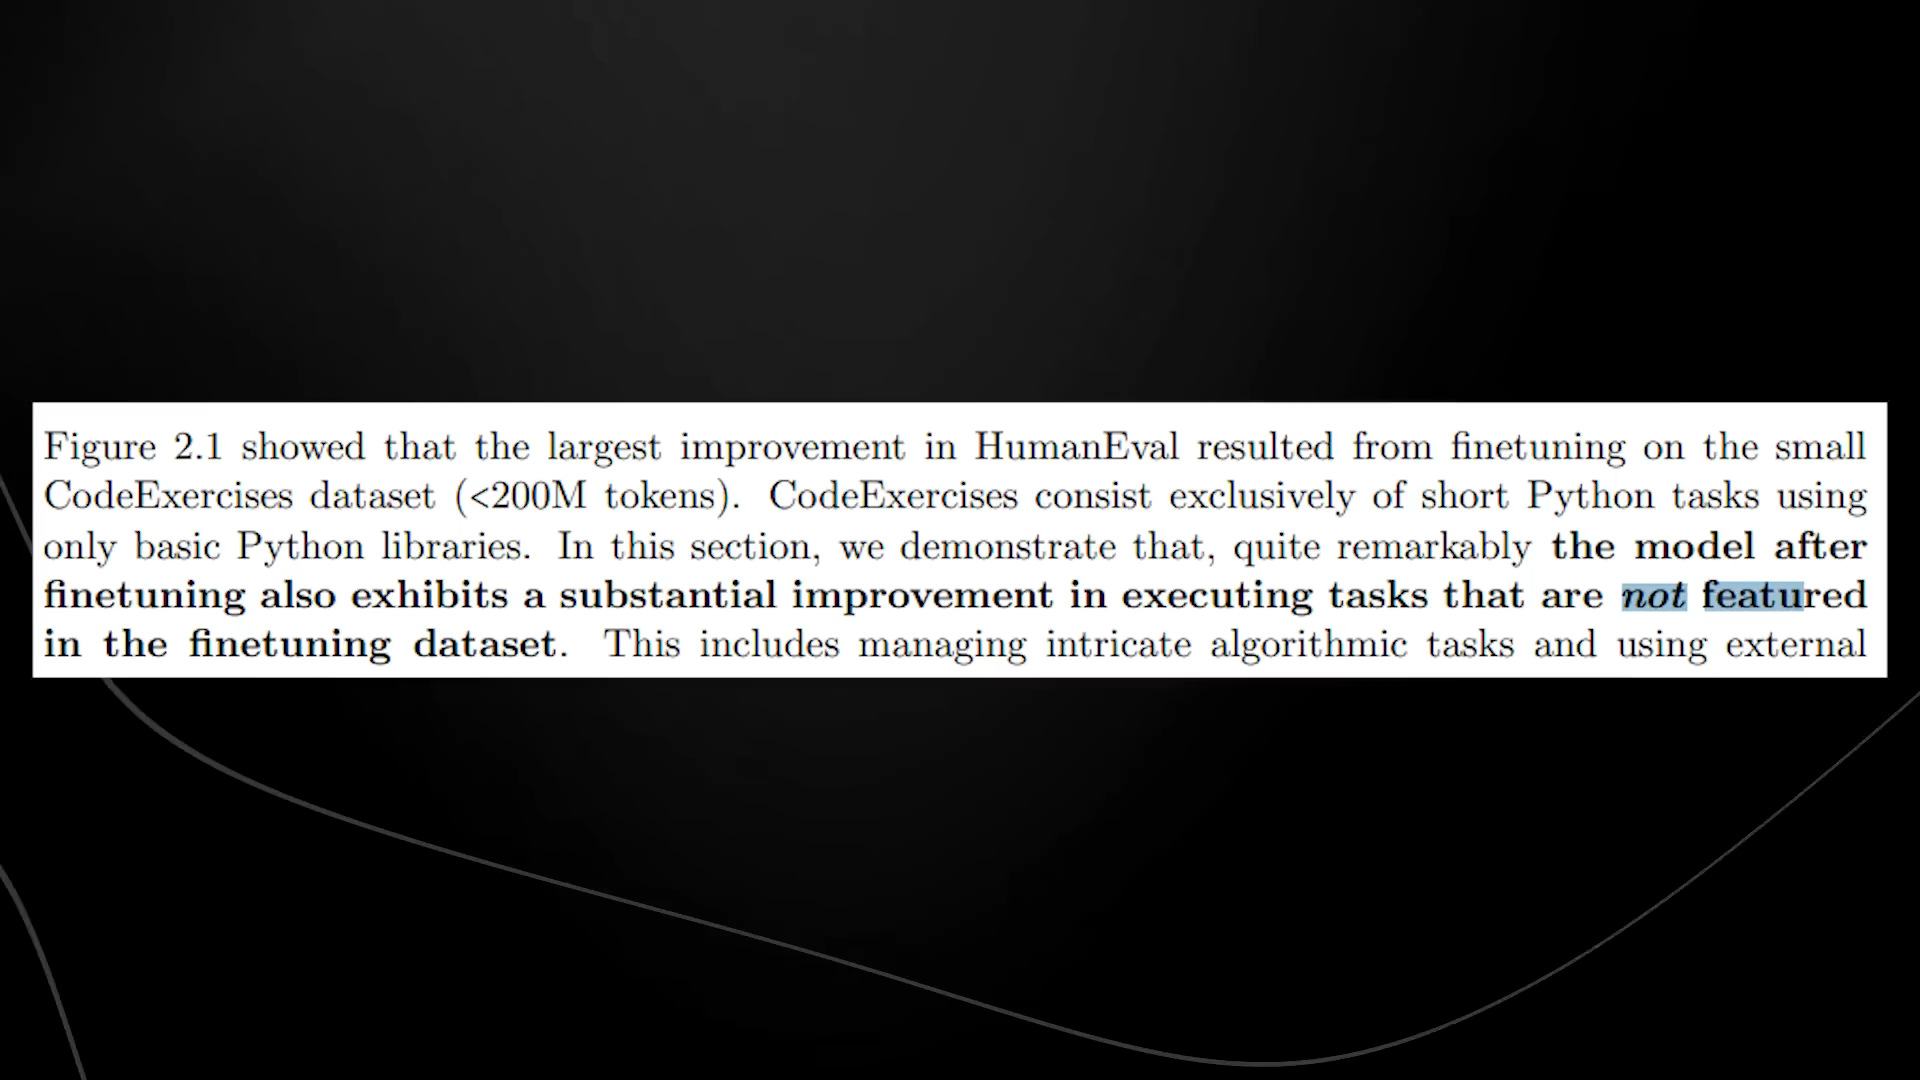 Figure 2.1 showed that the largest improvement in HumanEval resulted from finetuning on the small
CodeExercises dataset (<200M tokens). CodeExercises consist exclusively of short Python tasks using
only basic Python libraries. In this section, we demonstrate that, quite remarkably the model after
finetuning also exhibits a substantial improvement in executing tasks that are not featured
in the finetuning dataset. This includes managing intricate algorithmic tasks and using external